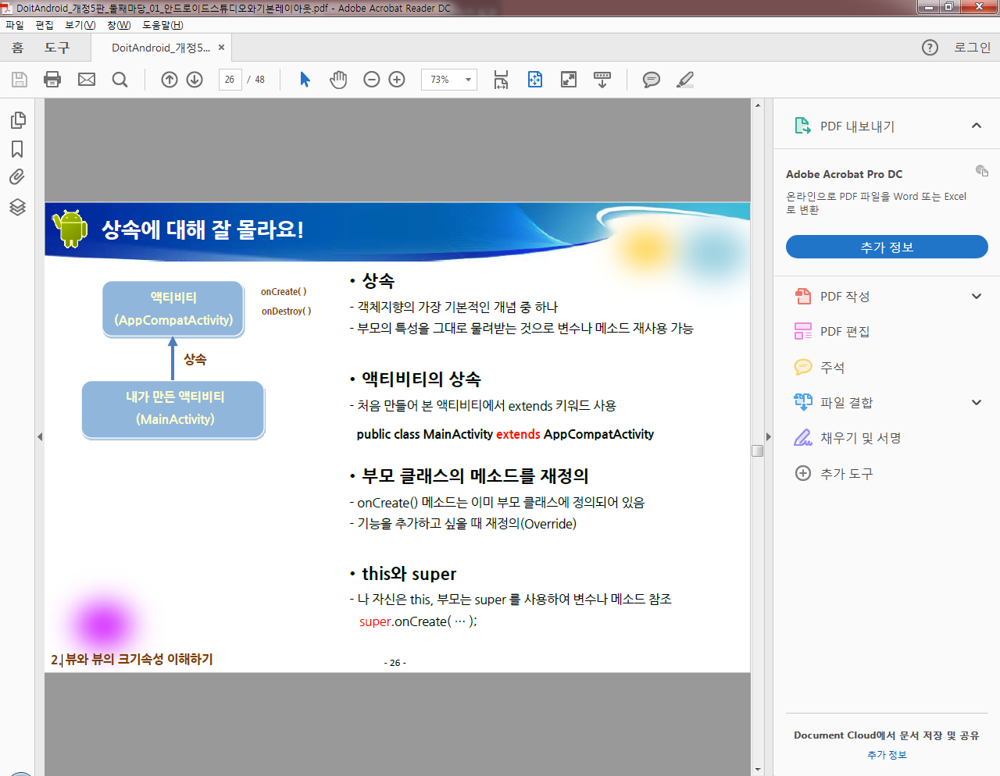 DoitAndroid_개정5판_둘째마당_01_안드로이드스튜디오와기본레이아웃.pdf - Adobe Acrobat Reader DC
파일 편집 보기(V) 창(W) 도움말(H)
홈 도구 DoitAndroid_개정5... × 로그인
26 / 48 73%
PDF 내보내기
Adobe Acrobat Pro DC
온라인으로 PDF 파일을 Word 또는 Excel
로 변환
추가 정보
PDF 작성
PDF 편집
주석
파일 결합
채우기 및 서명
추가 도구
Document Cloud에서 문서 저장 및 공유
추가 정보
상속에 대해 잘 몰라요!
액티비티
(AppCompatActivity)
onCreate( )
onDestroy( )
상속
내가 만든 액티비티
(MainActivity)
• 상속
- 객체지향의 가장 기본적인 개념 중 하나
- 부모의 특성을 그대로 물려받는 것으로 변수나 메소드 재사용 가능
• 액티비티의 상속
- 처음 만들어 본 액티비티에서 extends 키워드 사용
public class MainActivity extends AppCompatActivity
• 부모 클래스의 메소드를 재정의
- onCreate() 메소드는 이미 부모 클래스에 정의되어 있음
- 기능을 추가하고 싶을 때 재정의(Override)
• this와 super
- 나 자신은 this, 부모는 super 를 사용하여 변수나 메소드 참조
super.onCreate( … );
2. 뷰와 뷰의 크기속성 이해하기
- 26 -